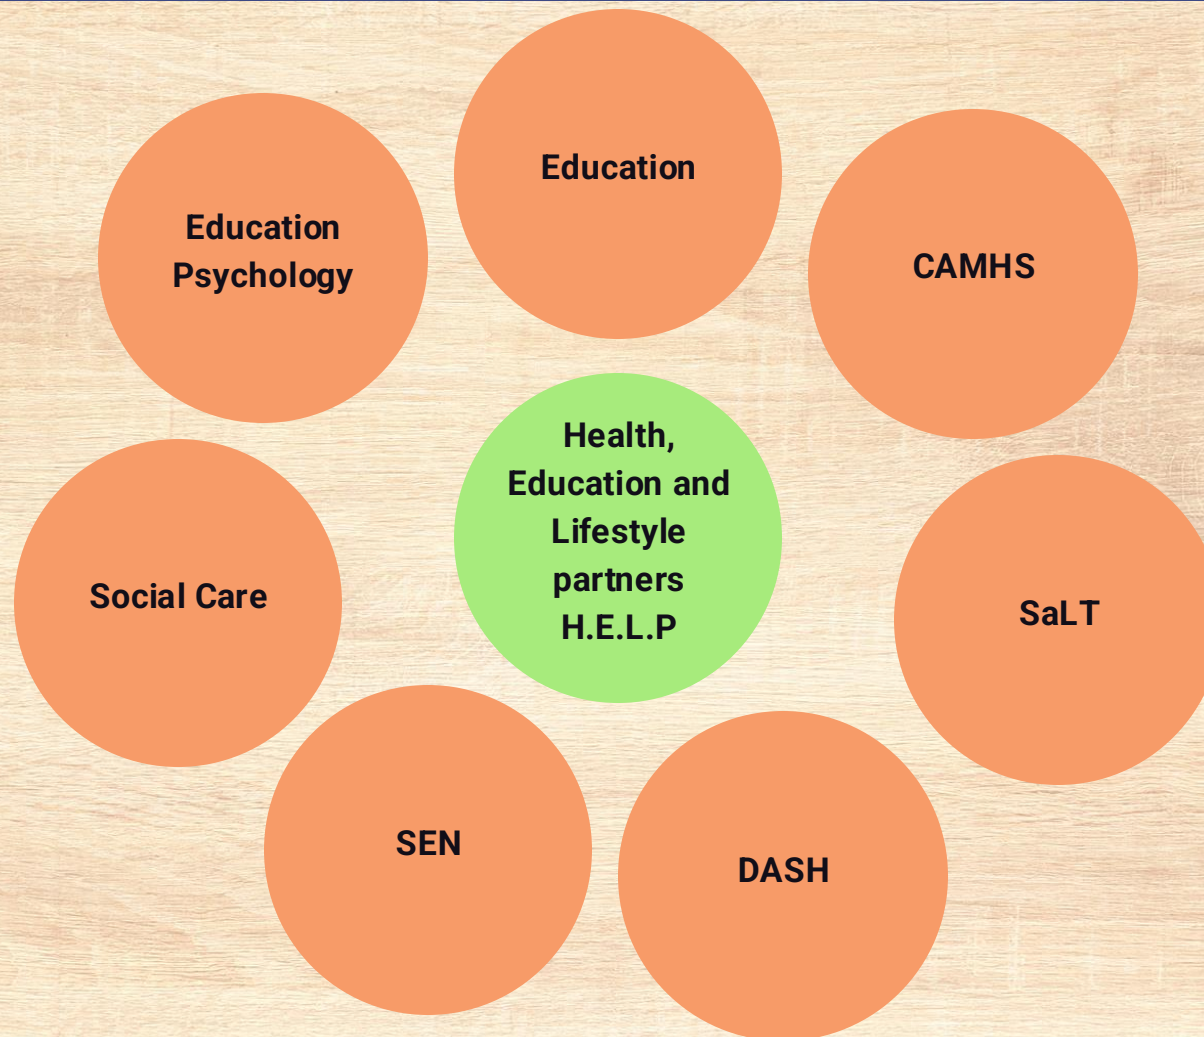 Education
Education
Psychology
CAMHS
Health,
Education and
Lifestyle
partners
H.E.L.P
Social Care
SaLT
SEN
DASH